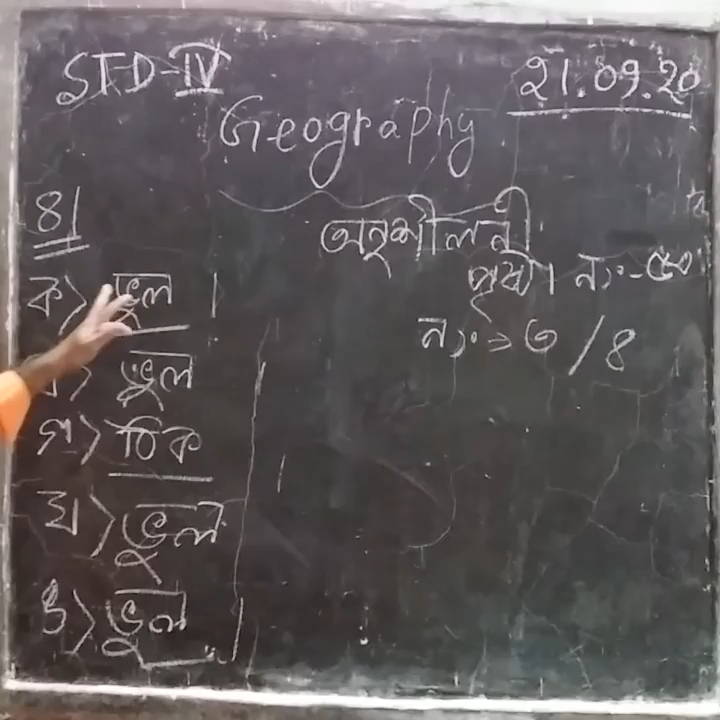 STD-IV
21.09.20
Geography
৪।
অনুশীলনী
পৃষ্ঠা নং-৫০
নং⇒ ৩/৪
ক> ভুল।
> ভুল
গ> ঠিক
ঘ> ভুল
ঙ> ভুল।